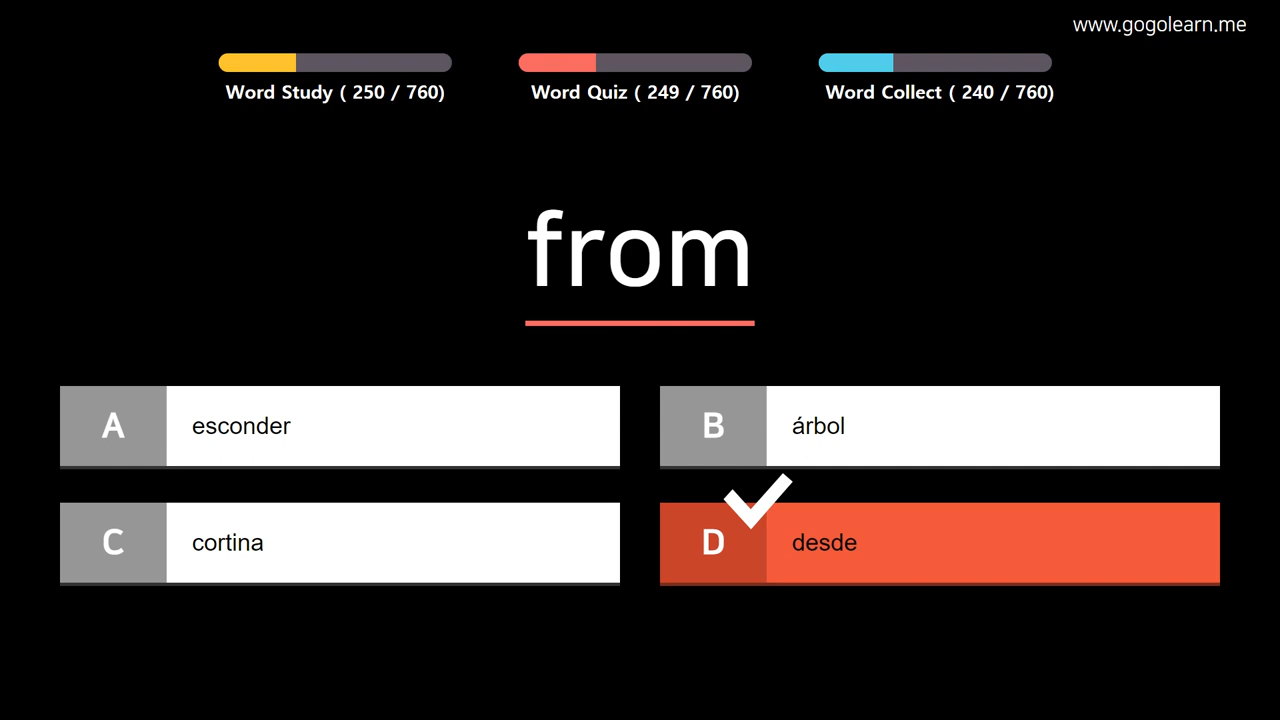 www.gogolearn.me
Word Study ( 250 / 760)
Word Quiz ( 249 / 760)
Word Collect ( 240 / 760)
from
A
esconder
B
árbol
C
cortina
D
desde